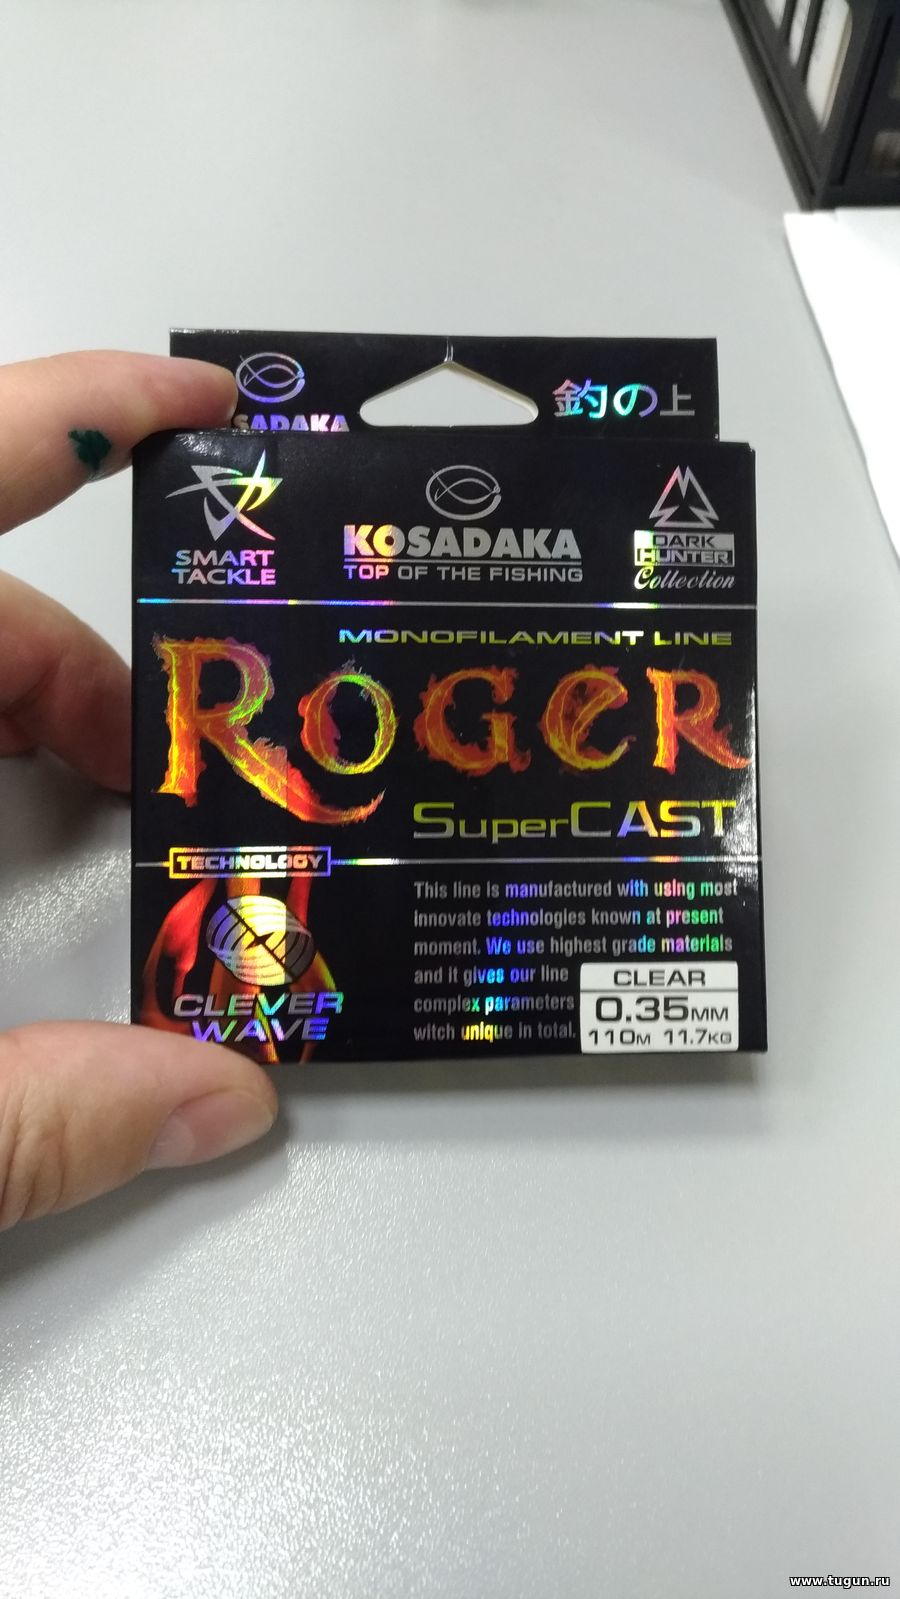 SADAKA
釣の上
SMART
TACKLE
KOSADAKA
TOP OF THE FISHING
DARK
HUNTER
Collection
MONOFILAMENT LINE
ROGER
SuperCAST
TECHNOLOGY
CLEVER
WAVE
This line is manufactured with using most
innovate technologies known at present
moment. We use highest grade materials
and it gives our line
complex parameters
witch unique in total.
CLEAR
0.35MM
110M 11.7KG
www.tugun.ru